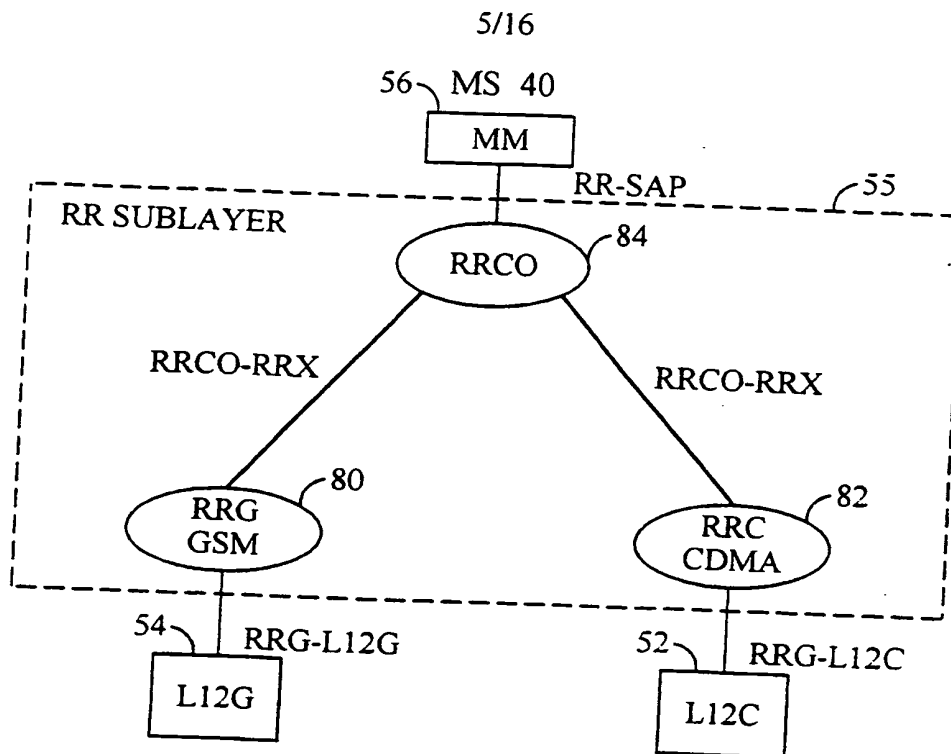 5/16
MS 40
56
MM
RR-SAP
55
RR SUBLAYER
84
RRCO
RRCO-RRX
RRCO-RRX
80
RRG
GSM
82
RRC
CDMA
54
RRG-L12G
L12G
52
RRG-L12C
L12C